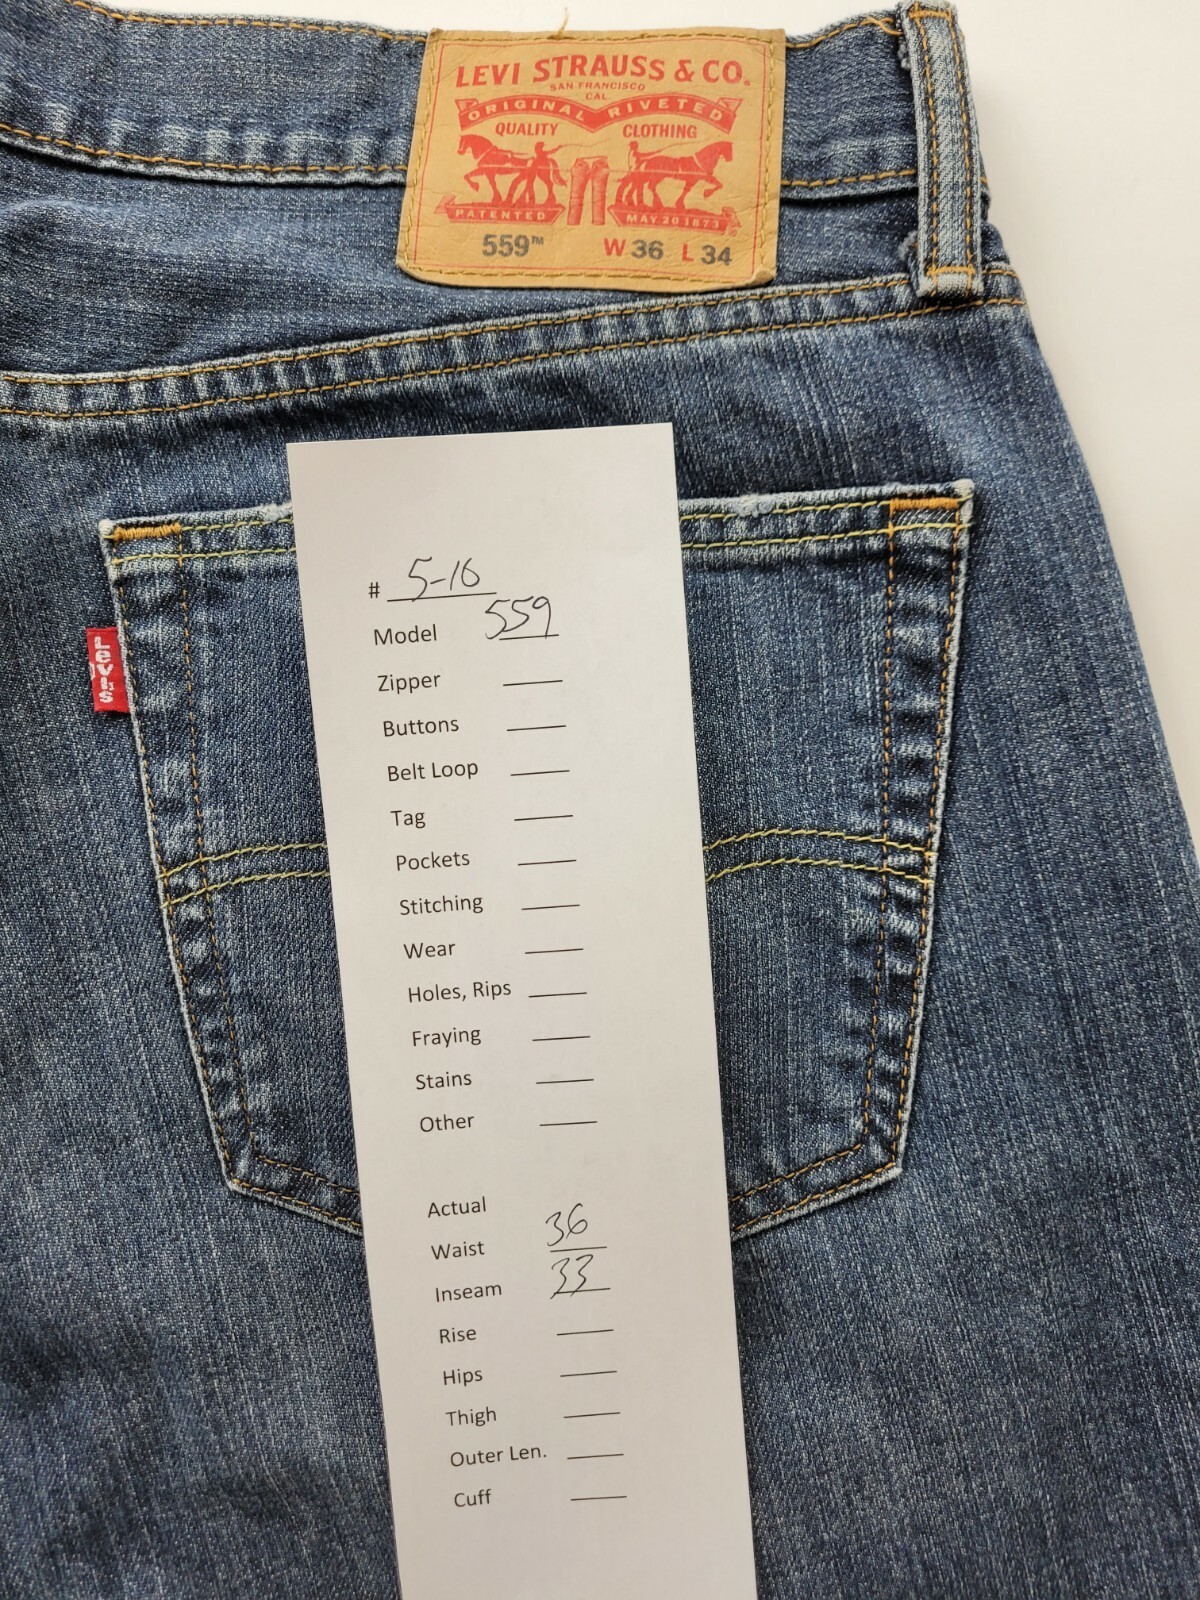 LEVI STRAUSS & CO.
SAN FRANCISCO
CAL
ORIGINAL RIVETED
QUALITY CLOTHING
PATENTED MAY 20 1873
559™ W 36 L 34
LEVI'S
# 5-16
Model 559
Zipper
Buttons
Belt Loop
Tag
Pockets
Stitching
Wear
Holes, Rips
Fraying
Stains
Other
Actual
Waist 36
Inseam 33
Rise
Hips
Thigh
Outer Len.
Cuff